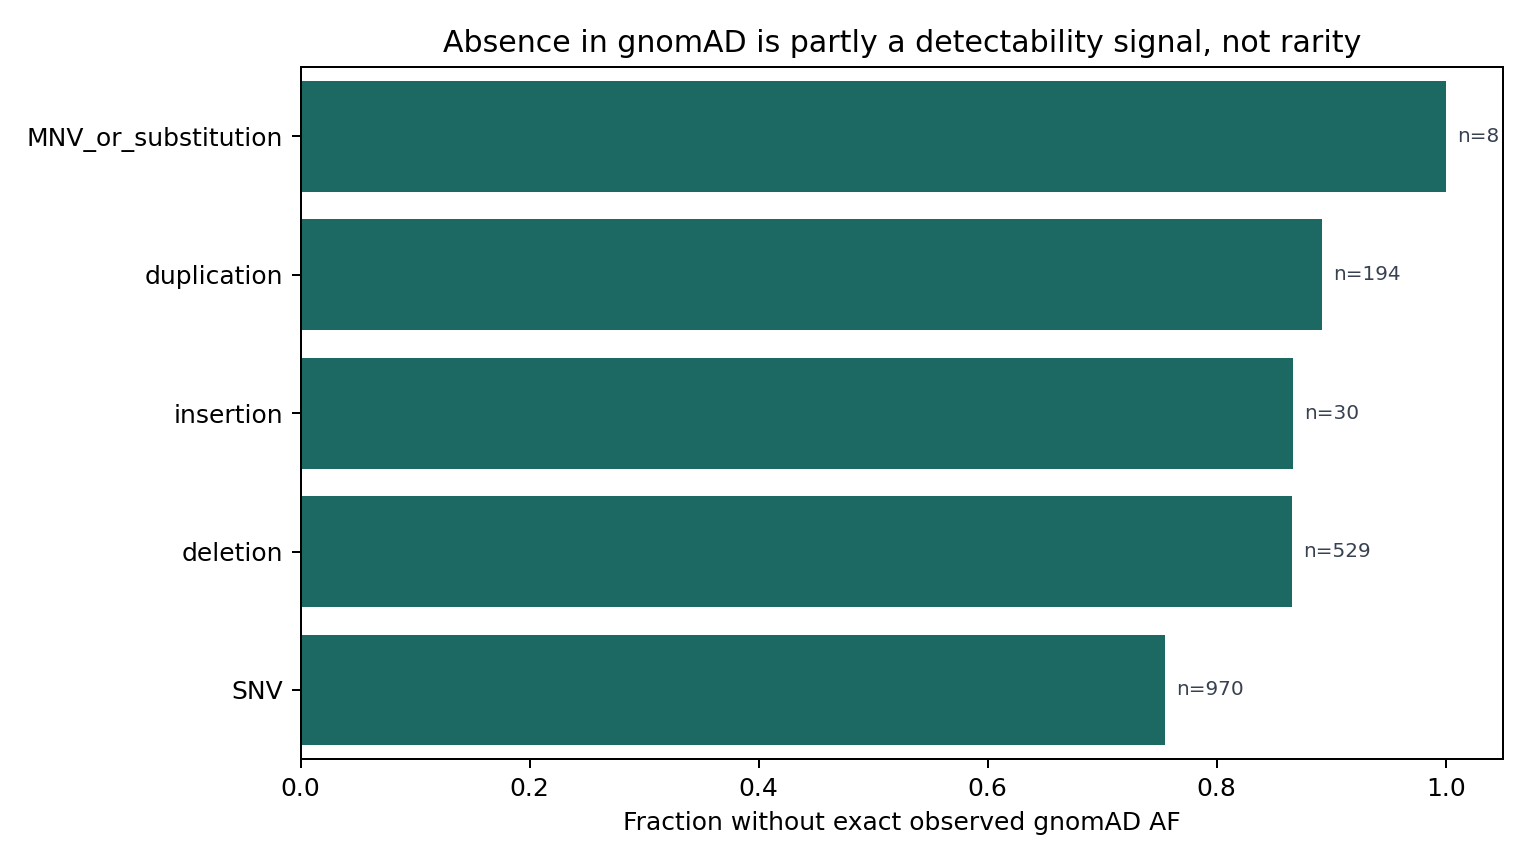 Absence in gnomAD is partly a detectability signal, not rarity
MNV_or_substitution
n=8
duplication
n=194
insertion
n=30
deletion
n=529
SNV
n=970
0.0 0.2 0.4 0.6 0.8 1.0
Fraction without exact observed gnomAD AF